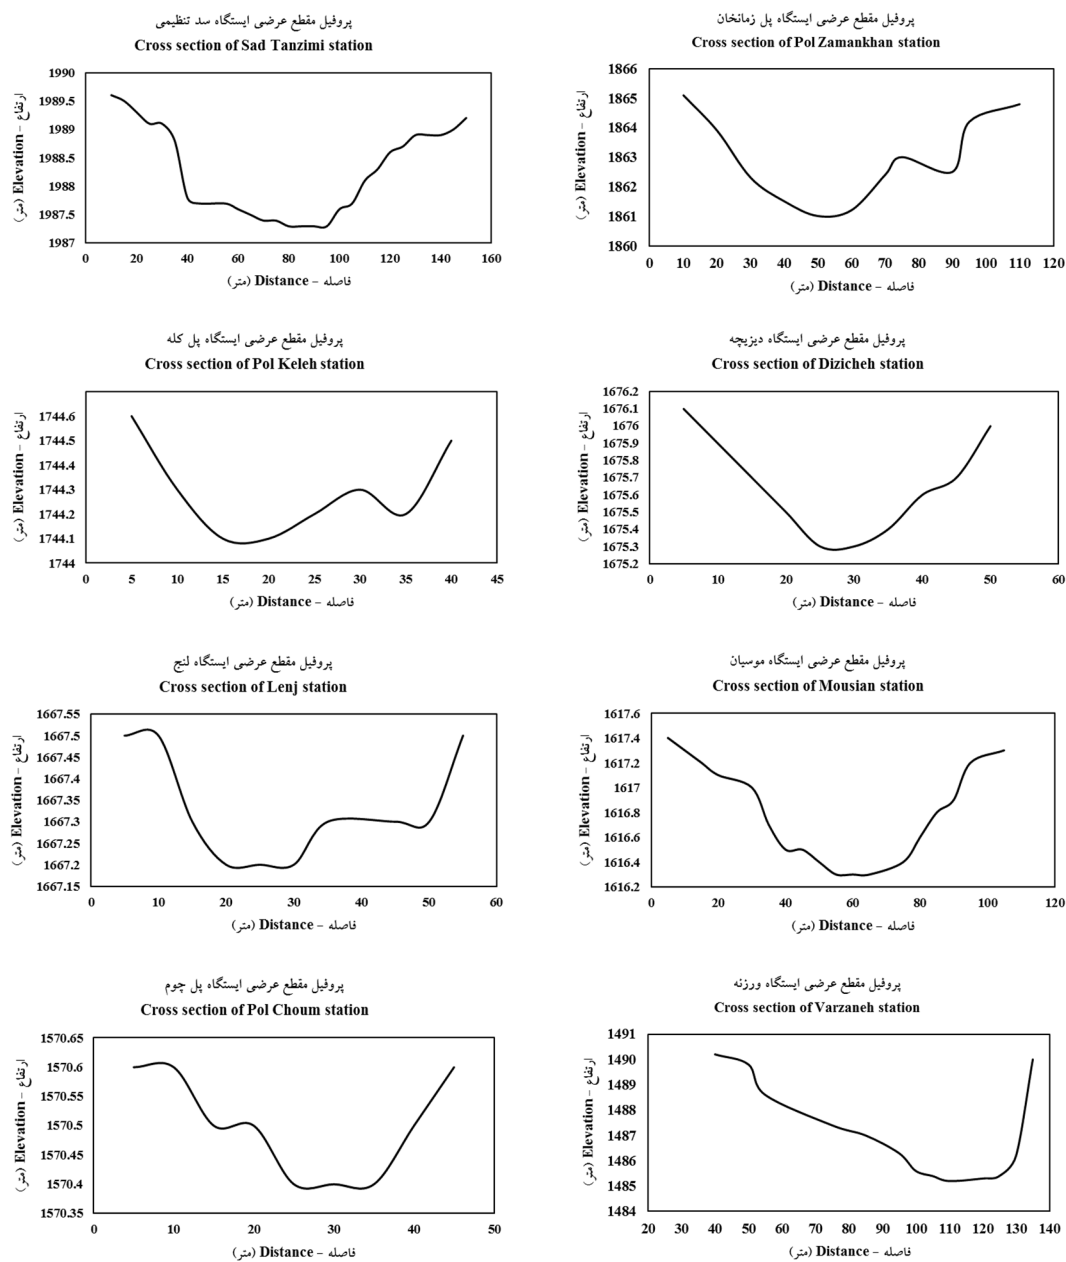 پروفیل مقطع عرضی ایستگاه سد تنظیمی
Cross section of Sad Tanzimi station
ارتفاع – Elevation (متر)
1990
1989.5
1989
1988.5
1988
1987.5
1987
0 20 40 60 80 100 120 140 160
فاصله – Distance (متر)
پروفیل مقطع عرضی ایستگاه پل زمانخان
Cross section of Pol Zamankhan station
ارتفاع – Elevation (متر)
1866
1865
1864
1863
1862
1861
1860
0 10 20 30 40 50 60 70 80 90 100 110 120
فاصله – Distance (متر)
پروفیل مقطع عرضی ایستگاه پل کله
Cross section of Pol Keleh station
ارتفاع – Elevation (متر)
1744.6
1744.5
1744.4
1744.3
1744.2
1744.1
1744
0 5 10 15 20 25 30 35 40 45
فاصله – Distance (متر)
پروفیل مقطع عرضی ایستگاه دیزیچه
Cross section of Dizicheh station
ارتفاع – Elevation (متر)
1676.2
1676.1
1676
1675.9
1675.8
1675.7
1675.6
1675.5
1675.4
1675.3
1675.2
0 10 20 30 40 50 60
فاصله – Distance (متر)
پروفیل مقطع عرضی ایستگاه لنج
Cross section of Lenj station
ارتفاع – Elevation (متر)
1667.55
1667.5
1667.45
1667.4
1667.35
1667.3
1667.25
1667.2
1667.15
0 10 20 30 40 50 60
فاصله – Distance (متر)
پروفیل مقطع عرضی ایستگاه موسیان
Cross section of Mousian station
ارتفاع – Elevation (متر)
1617.6
1617.4
1617.2
1617
1616.8
1616.6
1616.4
1616.2
0 20 40 60 80 100 120
فاصله – Distance (متر)
پروفیل مقطع عرضی ایستگاه پل چوم
Cross section of Pol Choum station
ارتفاع – Elevation (متر)
1570.65
1570.6
1570.55
1570.5
1570.45
1570.4
1570.35
0 10 20 30 40 50
فاصله – Distance (متر)
پروفیل مقطع عرضی ایستگاه ورزنه
Cross section of Varzaneh station
ارتفاع – Elevation (متر)
1491
1490
1489
1488
1487
1486
1485
1484
20 30 40 50 60 70 80 90 100 110 120 130 140
فاصله – Distance (متر)